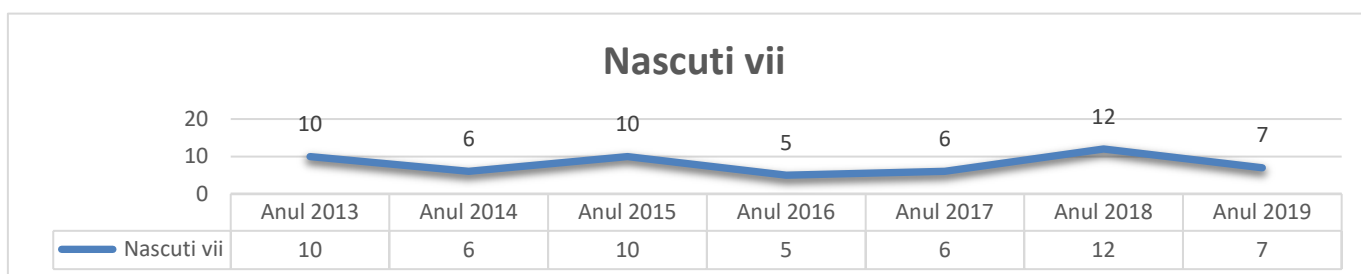 Nascuti vii
20
10
0
10 6 10 5 6 12 7
Anul 2013 Anul 2014 Anul 2015 Anul 2016 Anul 2017 Anul 2018 Anul 2019
Nascuti vii 10 6 10 5 6 12 7